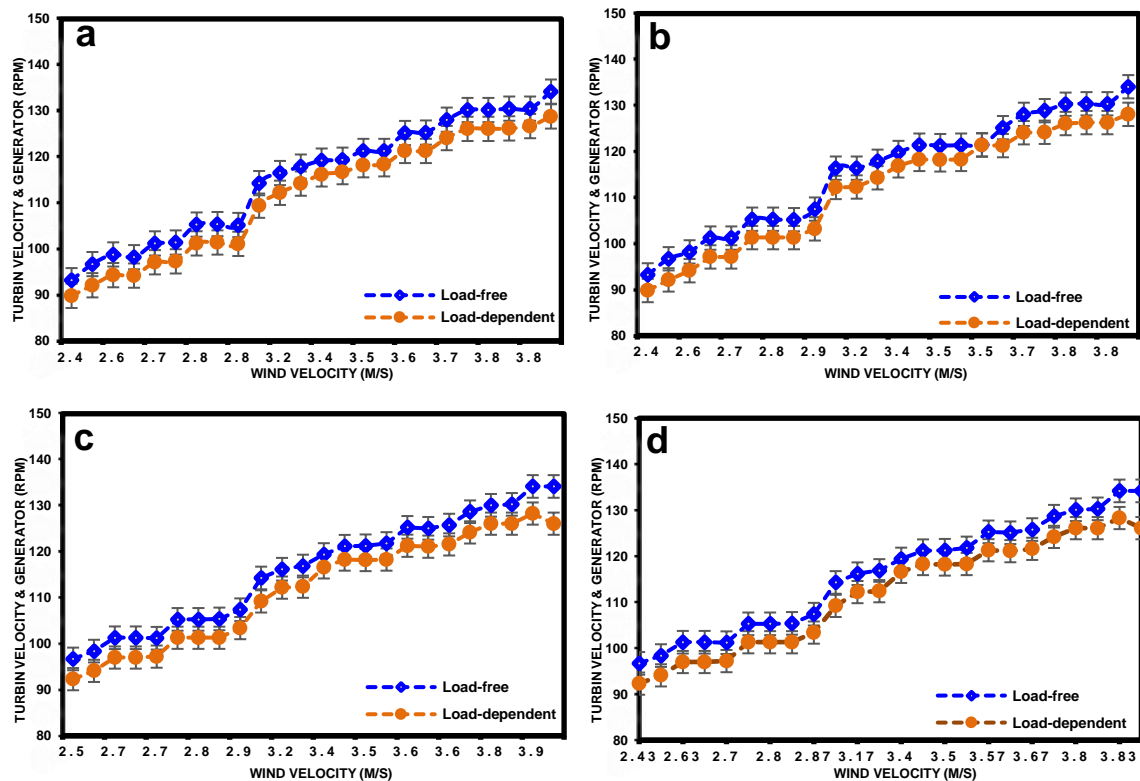 a
TURBIN VELOCITY & GENERATOR (RPM)
150
140
130
120
110
100
90
80
Load-free
Load-dependent
2.4 2.6 2.7 2.8 2.8 3.2 3.4 3.5 3.6 3.7 3.8 3.8
WIND VELOCITY (M/S)
b
TURBIN VELOCITY & GENERATOR (RPM)
150
140
130
120
110
100
90
80
Load-free
Load-dependent
2.4 2.6 2.7 2.8 2.9 3.2 3.4 3.5 3.5 3.7 3.8 3.8
WIND VELOCITY (M/S)
c
TURBIN VELOCITY & GENERATOR (RPM)
150
140
130
120
110
100
90
80
Load-free
Load-dependent
2.5 2.7 2.7 2.8 2.9 3.2 3.4 3.5 3.6 3.6 3.8 3.9
WIND VELOCITY (M/S)
d
TURBIN VELOCITY & GENERATOR (RPM)
150
140
130
120
110
100
90
80
Load-free
Load-dependent
2.43 2.63 2.7 2.8 2.87 3.17 3.4 3.5 3.57 3.67 3.8 3.83
WIND VELOCITY (M/S)